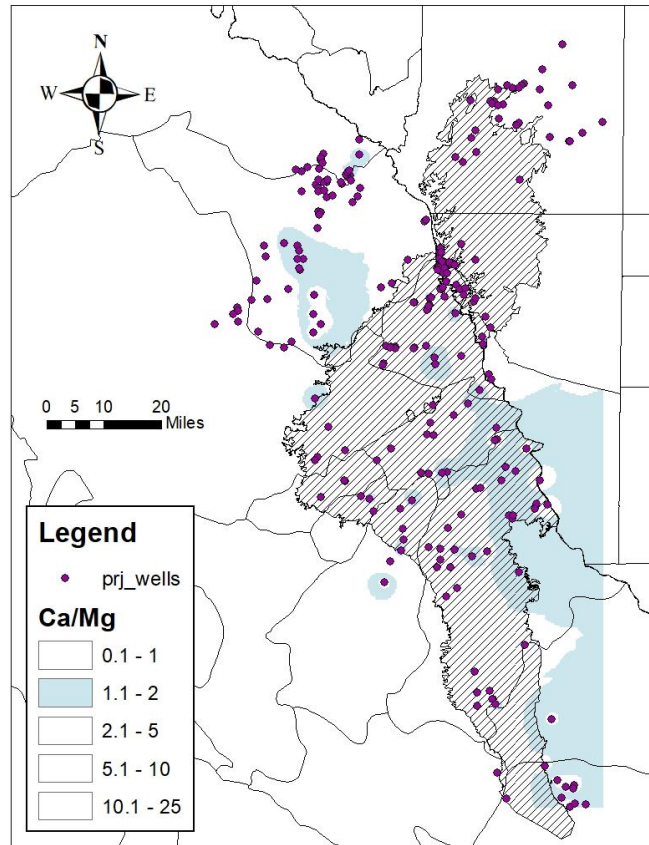 N
W E
S
0 5 10 20
Miles
Legend
prj_wells
Ca/Mg
0.1 - 1
1.1 - 2
2.1 - 5
5.1 - 10
10.1 - 25